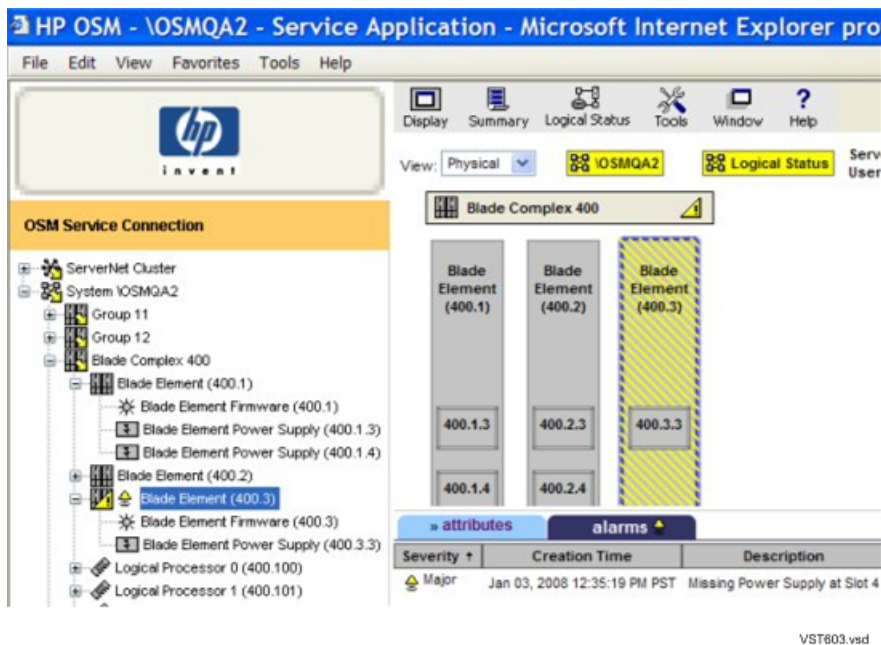 HP OSM - \OSMQA2 - Service Application - Microsoft Internet Explorer pro
File Edit View Favorites Tools Help
hp
invent
OSM Service Connection
ServerNet Cluster
System \OSMQA2
Group 11
Group 12
Blade Complex 400
Blade Element (400.1)
Blade Element Firmware (400.1)
Blade Element Power Supply (400.1.3)
Blade Element Power Supply (400.1.4)
Blade Element (400.2)
Blade Element (400.3)
Blade Element Firmware (400.3)
Blade Element Power Supply (400.3.3)
Logical Processor 0 (400.100)
Logical Processor 1 (400.101)
Display Summary Logical Status Tools Window Help
View: Physical \OSMQA2 Logical Status
Serv
User
Blade Complex 400
Blade Element (400.1)
Blade Element (400.2)
Blade Element (400.3)
400.1.3 400.2.3 400.3.3
400.1.4 400.2.4
» attributes alarms
Severity ↑ Creation Time Description
Major Jan 03, 2008 12:35:19 PM PST Missing Power Supply at Slot 4
VST603.vsd